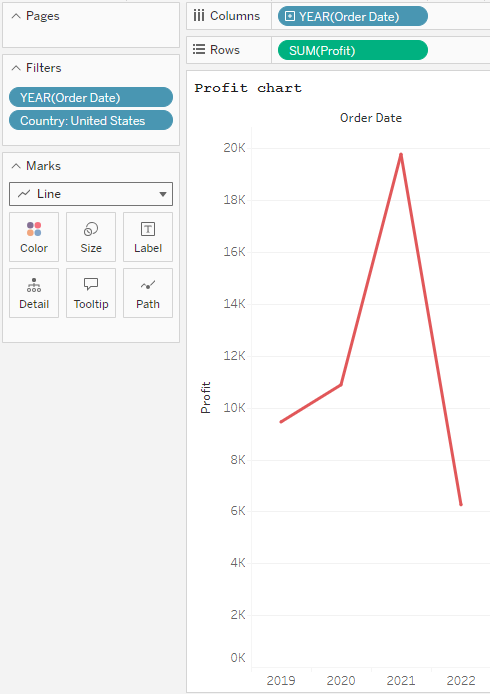 Pages
Columns
YEAR(Order Date)
Rows
SUM(Profit)
Filters
YEAR(Order Date)
Country: United States
Marks
Line
Color
Size
Label
Detail
Tooltip
Path
Profit chart
Order Date
Profit
20K
18K
16K
14K
12K
10K
8K
6K
4K
2K
0K
2019 2020 2021 2022